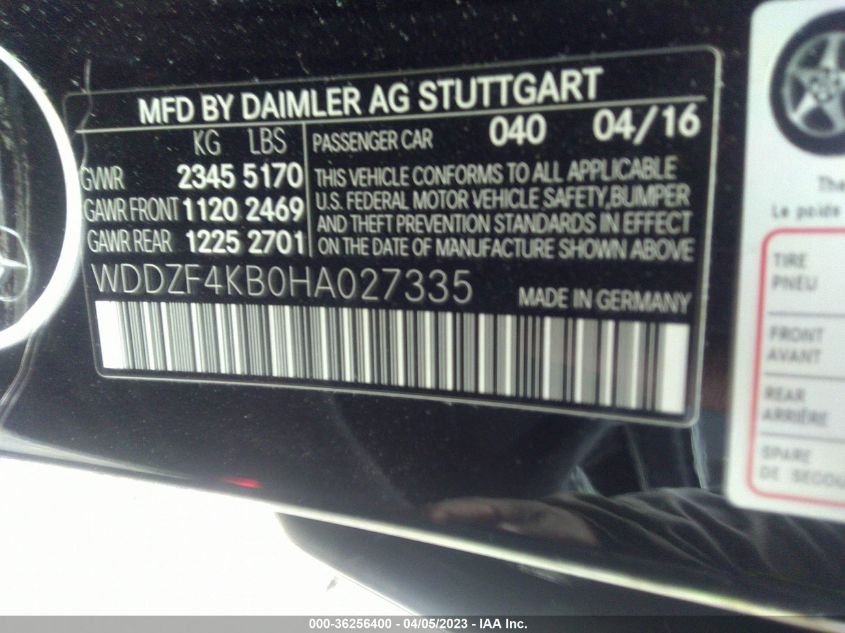 MFD BY DAIMLER AG STUTTGART
KG LBS
GVWR 2345 5170
GAWR FRONT 1120 2469
GAWR REAR 1225 2701
PASSENGER CAR 040 04/16
THIS VEHICLE CONFORMS TO ALL APPLICABLE
U.S. FEDERAL MOTOR VEHICLE SAFETY, BUMPER
AND THEFT PREVENTION STANDARDS IN EFFECT
ON THE DATE OF MANUFACTURE SHOWN ABOVE
WDDZF4KB0HA027335 MADE IN GERMANY
The
Le poids
TIRE
PNEU
FRONT
AVANT
REAR
ARRIÈRE
SPARE
DE SECOU
000-36256400 - 04/05/2023 - IAA Inc.